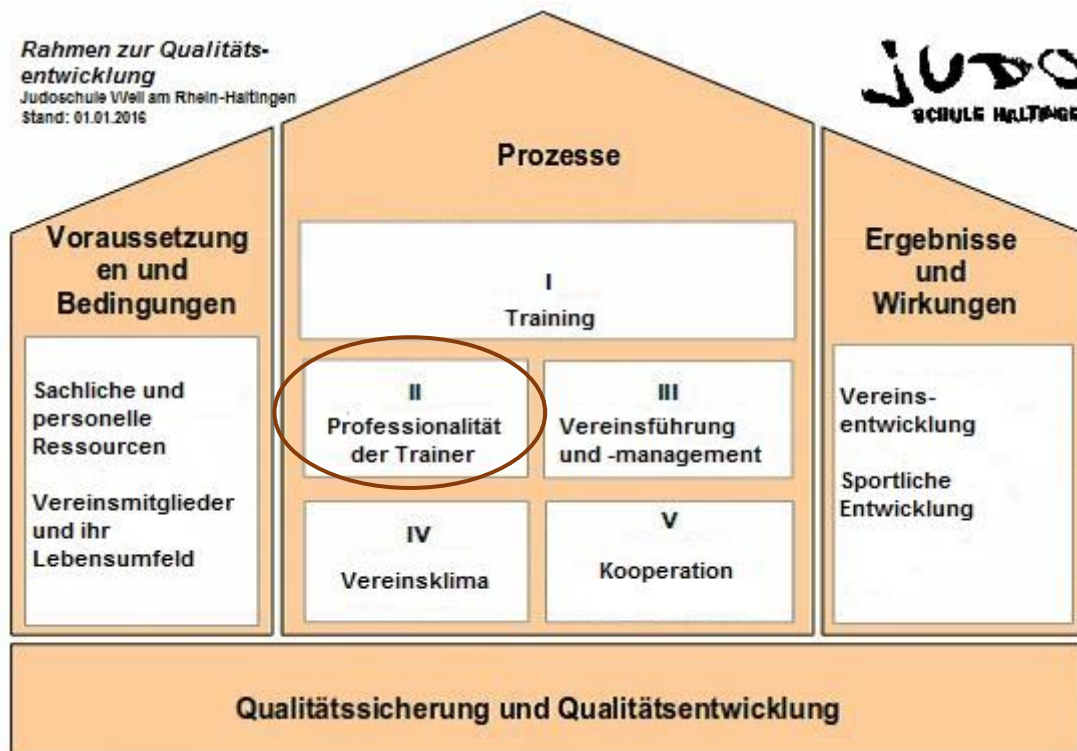 Rahmen zur Qualitäts-
entwicklung
Judoschule Weil am Rhein-Haltingen
Stand: 01.01.2016
JUDO
SCHULE HALTINGE
Prozesse
Voraussetzung
en und
Bedingungen
Sachliche und
personelle
Ressourcen
Vereinsmitglieder
und ihr
Lebensumfeld
I
Training
II
Professionalität
der Trainer
III
Vereinsführung
und -management
IV
Vereinsklima
V
Kooperation
Ergebnisse
und
Wirkungen
Vereins-
entwicklung
Sportliche
Entwicklung
Qualitätssicherung und Qualitätsentwicklung